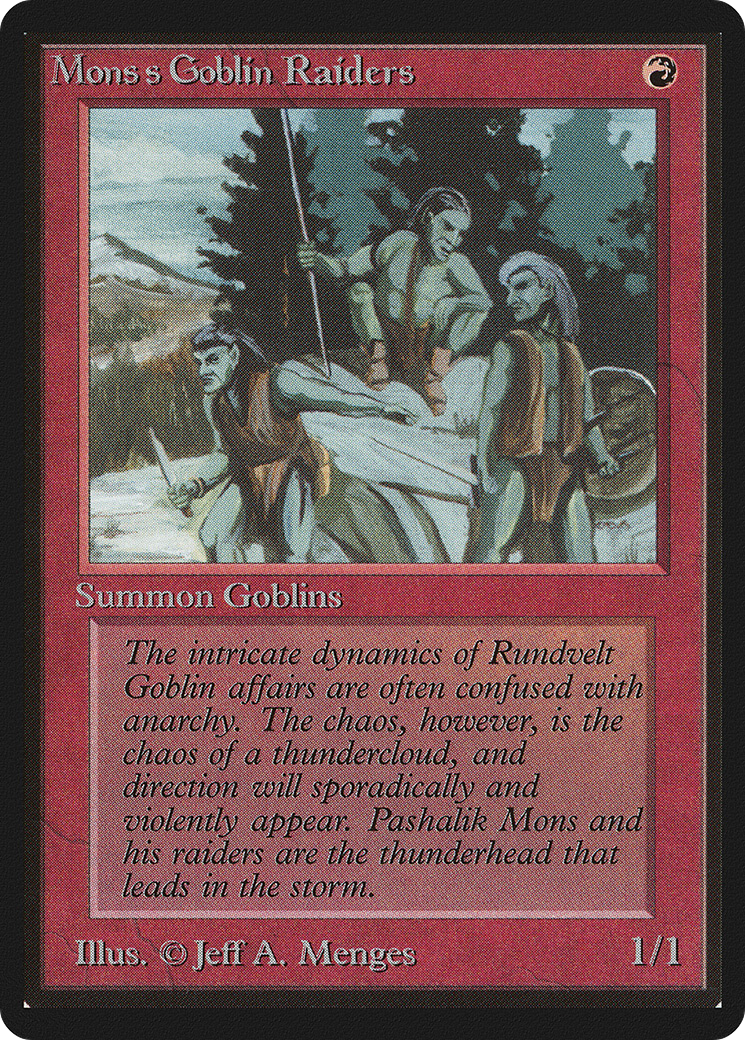 Mons's Goblin Raiders
Summon Goblins
The intricate dynamics of Rundvelt
Goblin affairs are often confused with
anarchy.  The chaos, however, is the
chaos of a thundercloud, and
direction will sporadically and
violently appear.  Pashalik Mons and
his raiders are the thunderhead that
leads in the storm.
Illus. © Jeff A. Menges
1/1